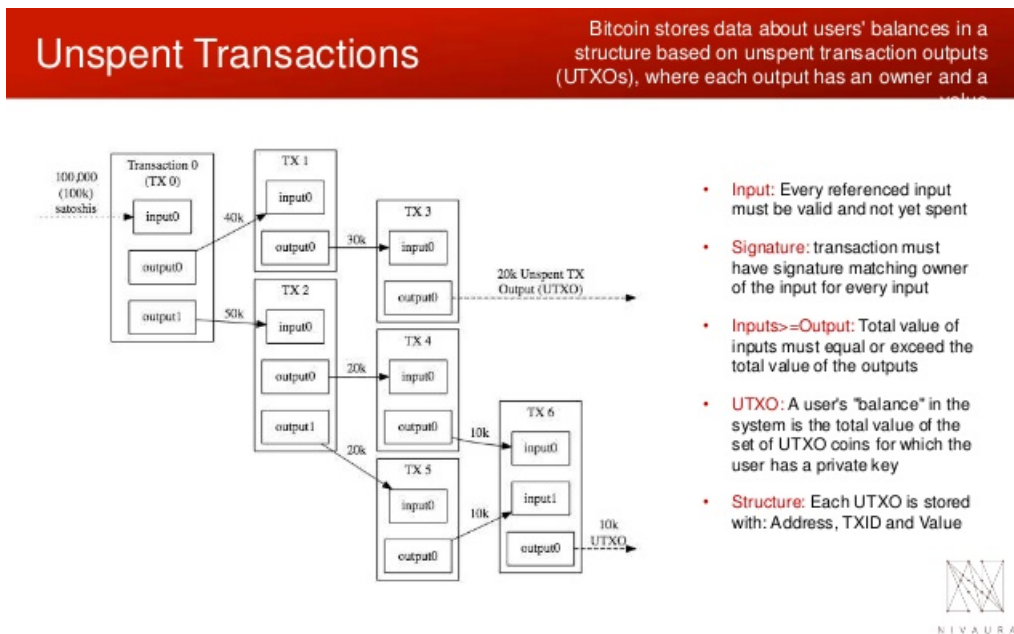 Unspent Transactions
Bitcoin stores data about users' balances in a
structure based on unspent transaction outputs
(UTXOs), where each output has an owner and a
value
100,000
(100k)
satoshis
Transaction 0
(TX 0)
input0
output0
output1
40k
50k
TX 1
input0
output0
30k
TX 2
input0
output0
output1
20k
20k
TX 3
input0
output0
20k Unspent TX
Output (UTXO)
TX 4
input0
output0
10k
TX 5
input0
output0
10k
TX 6
input0
input1
output0
10k
UTXO
• Input: Every referenced input
must be valid and not yet spent
• Signature: transaction must
have signature matching owner
of the input for every input
• Inputs>=Output: Total value of
inputs must equal or exceed the
total value of the outputs
• UTXO: A user's "balance" in the
system is the total value of the
set of UTXO coins for which the
user has a private key
• Structure: Each UTXO is stored
with: Address, TXID and Value
NIVAURA